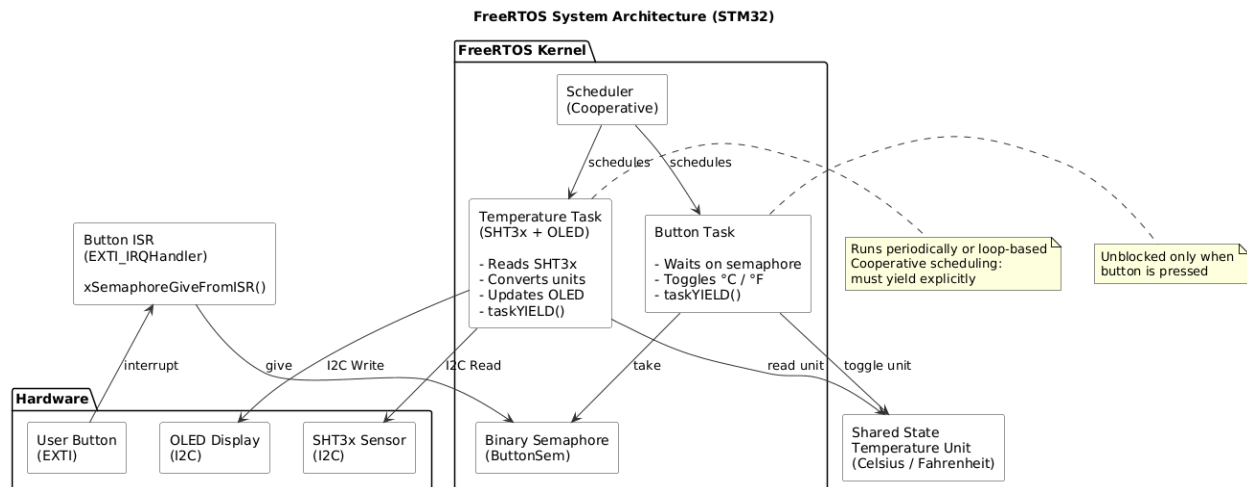 FreeRTOS System Architecture (STM32)
FreeRTOS Kernel
Scheduler
(Cooperative)
schedules
schedules
Temperature Task
(SHT3x + OLED)
- Reads SHT3x
- Converts units
- Updates OLED
- taskYIELD()
Button Task
- Waits on semaphore
- Toggles °C / °F
- taskYIELD()
Runs periodically or loop-based
Cooperative scheduling:
must yield explicitly
Unblocked only when
button is pressed
Button ISR
(EXTI_IRQHandler)
xSemaphoreGiveFromISR()
interrupt
give
I2C Write
I2C Read
take
read unit
toggle unit
Hardware
User Button
(EXTI)
OLED Display
(I2C)
SHT3x Sensor
(I2C)
Binary Semaphore
(ButtonSem)
Shared State
Temperature Unit
(Celsius / Fahrenheit)